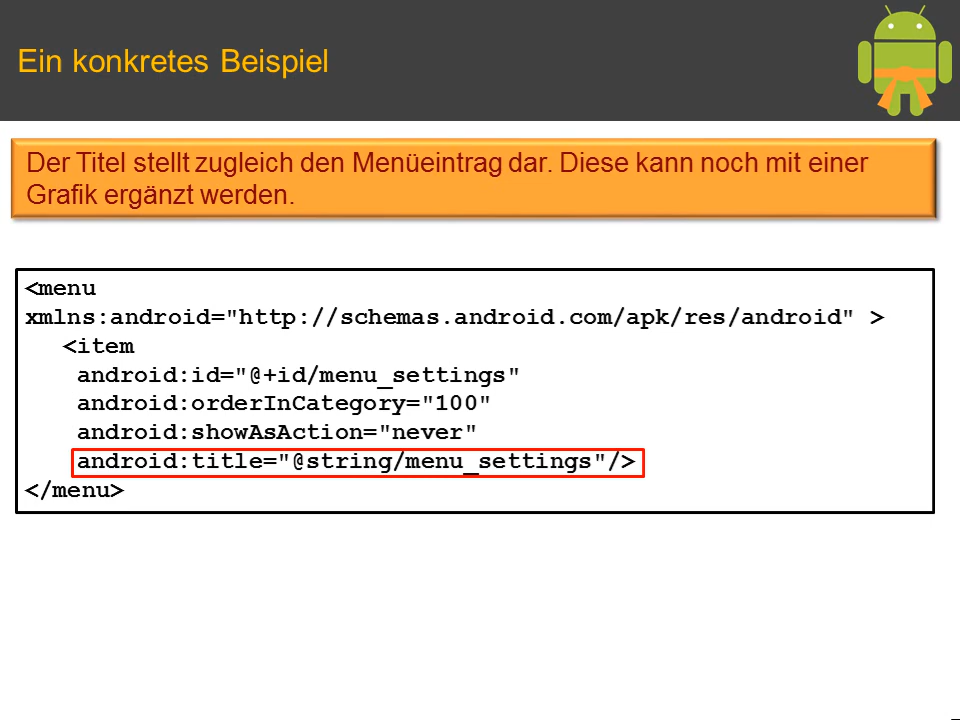 Ein konkretes Beispiel
Der Titel stellt zugleich den Menüeintrag dar. Diese kann noch mit einer
Grafik ergänzt werden.
<menu
xmlns:android="http://schemas.android.com/apk/res/android" >
<item
android:id="@+id/menu_settings"
android:orderInCategory="100"
android:showAsAction="never"
android:title="@string/menu_settings"/>
</menu>